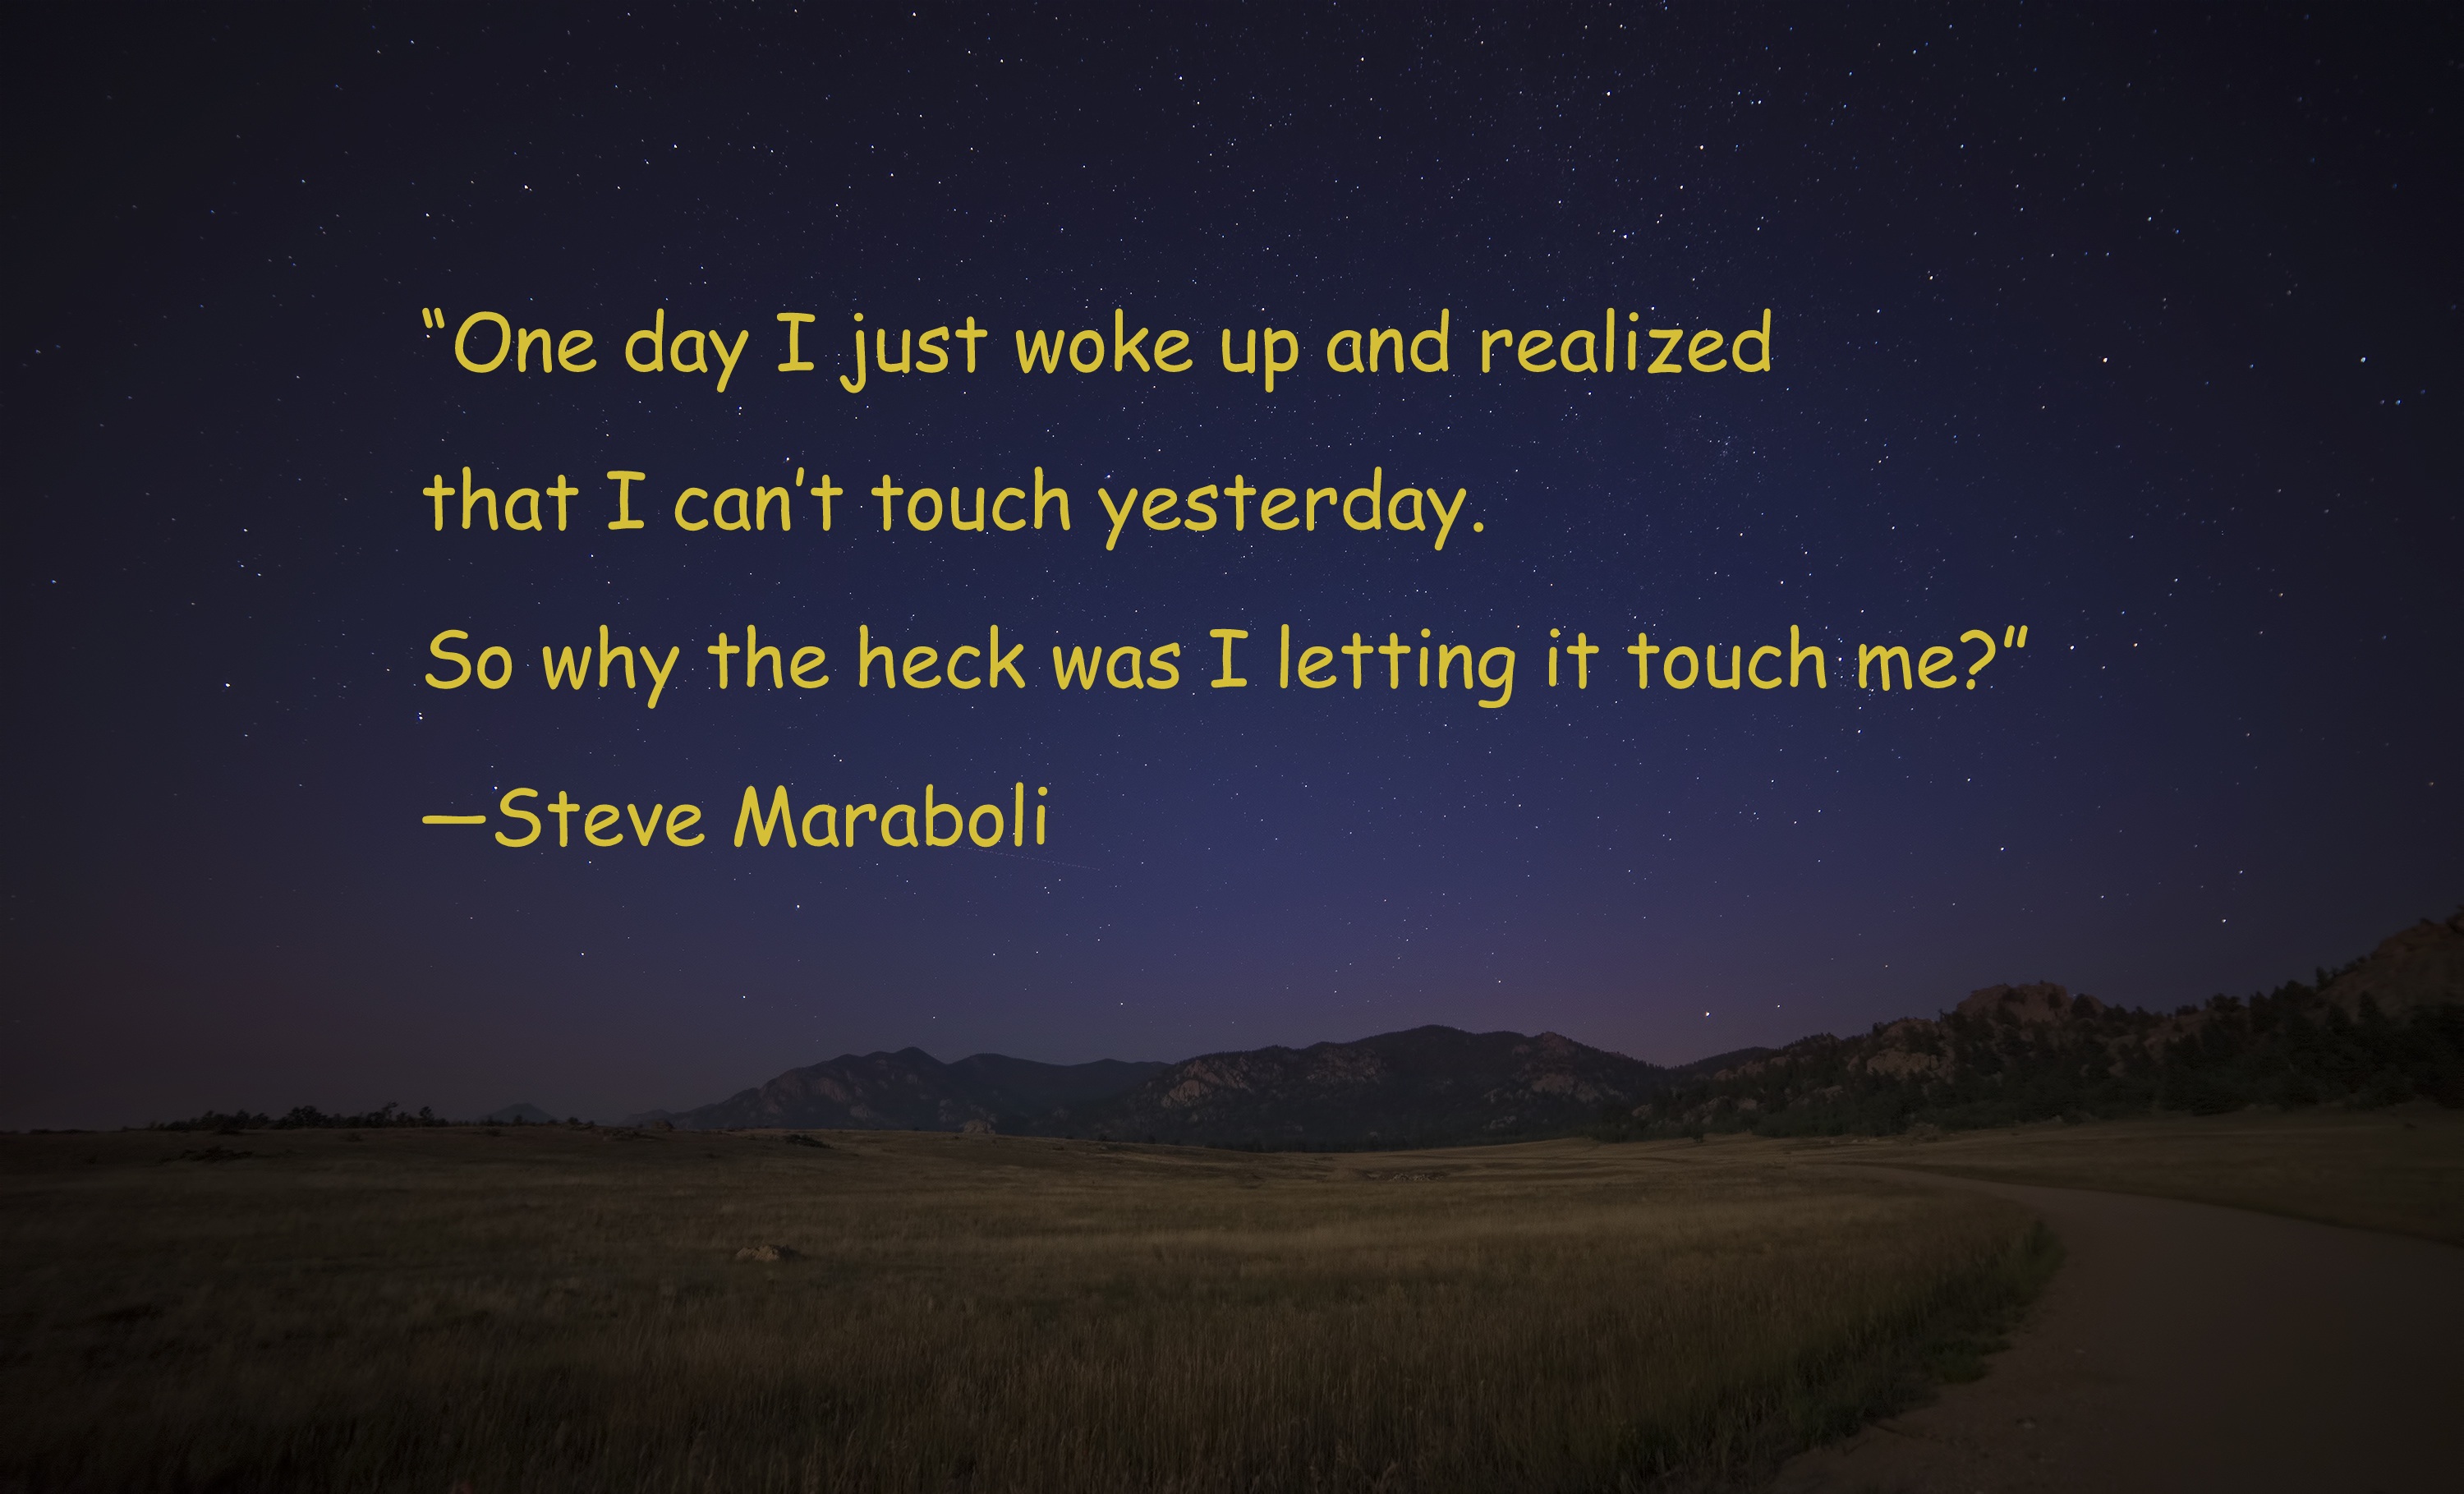 “One day I just woke up and realized
that I can’t touch yesterday.
So why the heck was I letting it touch me?”
—Steve Maraboli